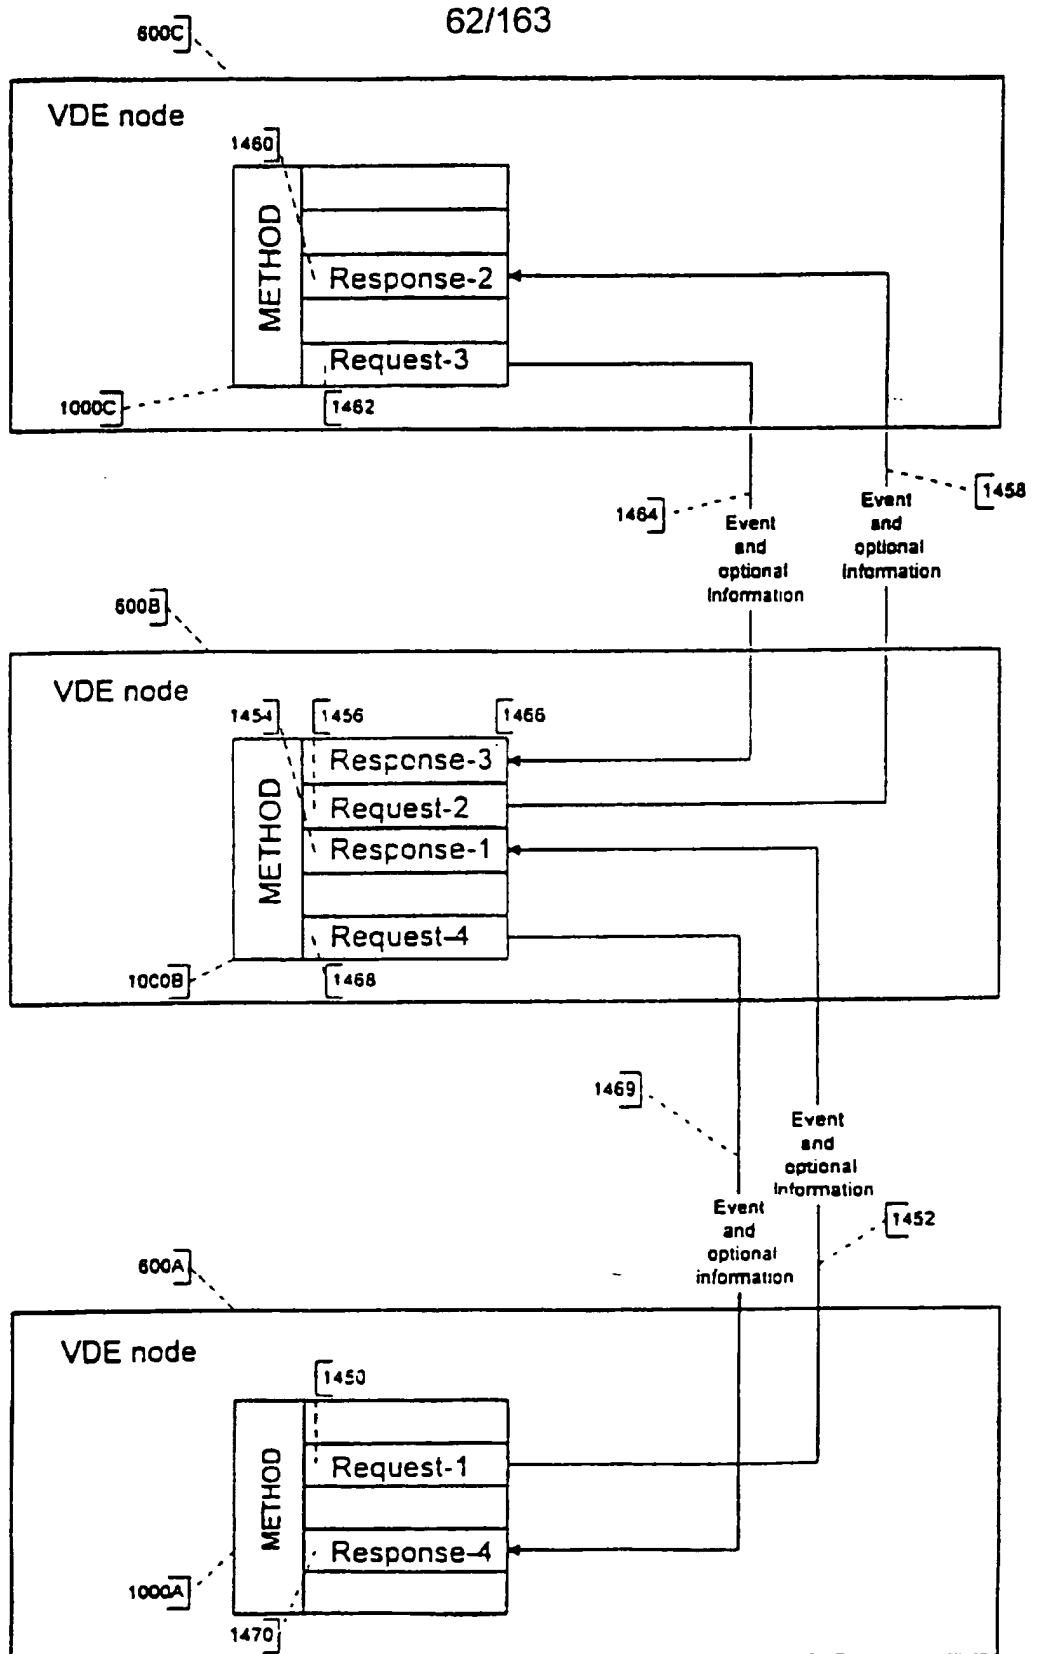 62/163
600C
VDE node
1460
METHOD
Response-2
Request-3
1000C
1462
1458
1464
Event
and
optional
Information
Event
and
optional
Information
600B
VDE node
1454
1456
1466
METHOD
Response-3
Request-2
Response-1
Request-4
1000B
1468
1469
Event
and
optional
Information
Event
and
optional
information
1452
600A
VDE node
1450
METHOD
Request-1
Response-4
1000A
1470